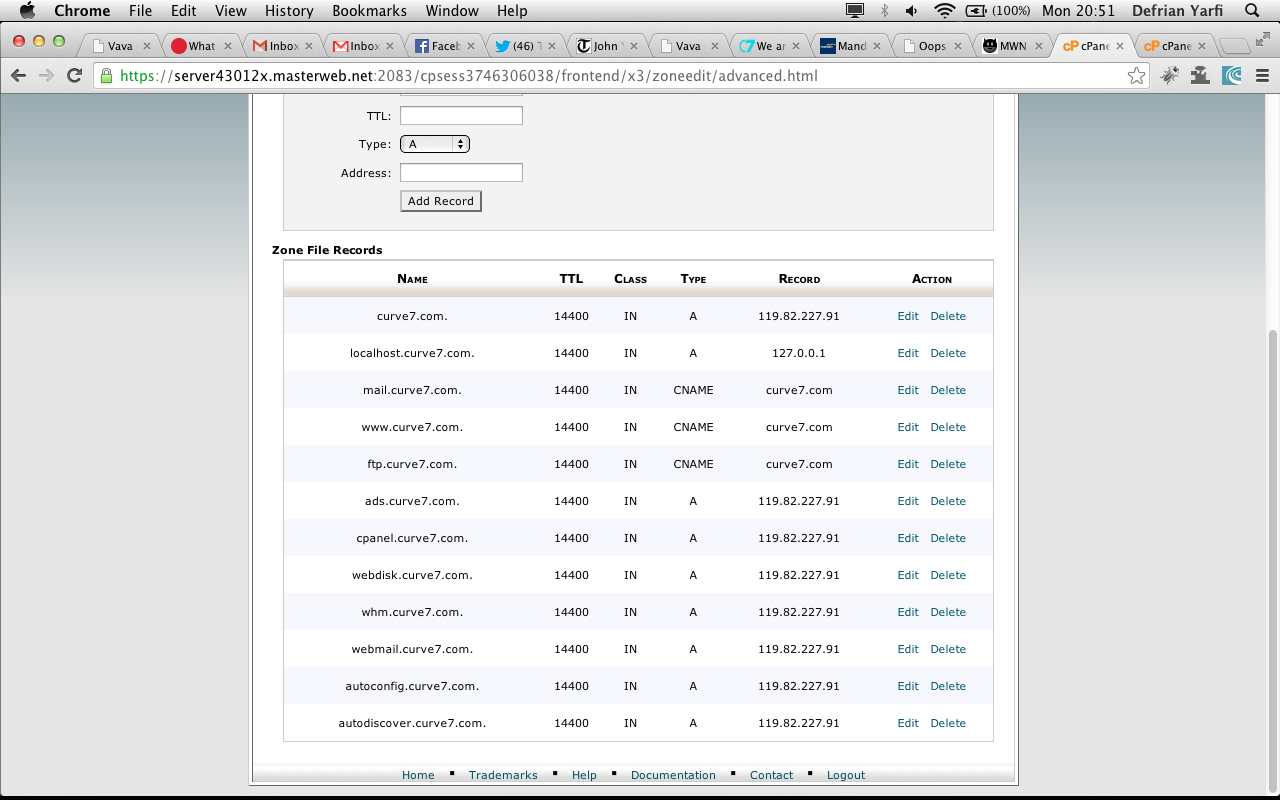 Chrome File Edit View History Bookmarks Window Help (100%) Mon 20:51 Defrian Yarfi
Vava What Inbox Inbox Faceb (46) T John Vava We ar Mand Oops MWN cPane cPane
https://server43012x.masterweb.net:2083/cpsess3746306038/frontend/x3/zoneedit/advanced.html
TTL:
Type: A
Address:
Add Record
Zone File Records
Name TTL Class Type Record Action
curve7.com. 14400 IN A 119.82.227.91 Edit Delete
localhost.curve7.com. 14400 IN A 127.0.0.1 Edit Delete
mail.curve7.com. 14400 IN CNAME curve7.com Edit Delete
www.curve7.com. 14400 IN CNAME curve7.com Edit Delete
ftp.curve7.com. 14400 IN CNAME curve7.com Edit Delete
ads.curve7.com. 14400 IN A 119.82.227.91 Edit Delete
cpanel.curve7.com. 14400 IN A 119.82.227.91 Edit Delete
webdisk.curve7.com. 14400 IN A 119.82.227.91 Edit Delete
whm.curve7.com. 14400 IN A 119.82.227.91 Edit Delete
webmail.curve7.com. 14400 IN A 119.82.227.91 Edit Delete
autoconfig.curve7.com. 14400 IN A 119.82.227.91 Edit Delete
autodiscover.curve7.com. 14400 IN A 119.82.227.91 Edit Delete
Home Trademarks Help Documentation Contact Logout